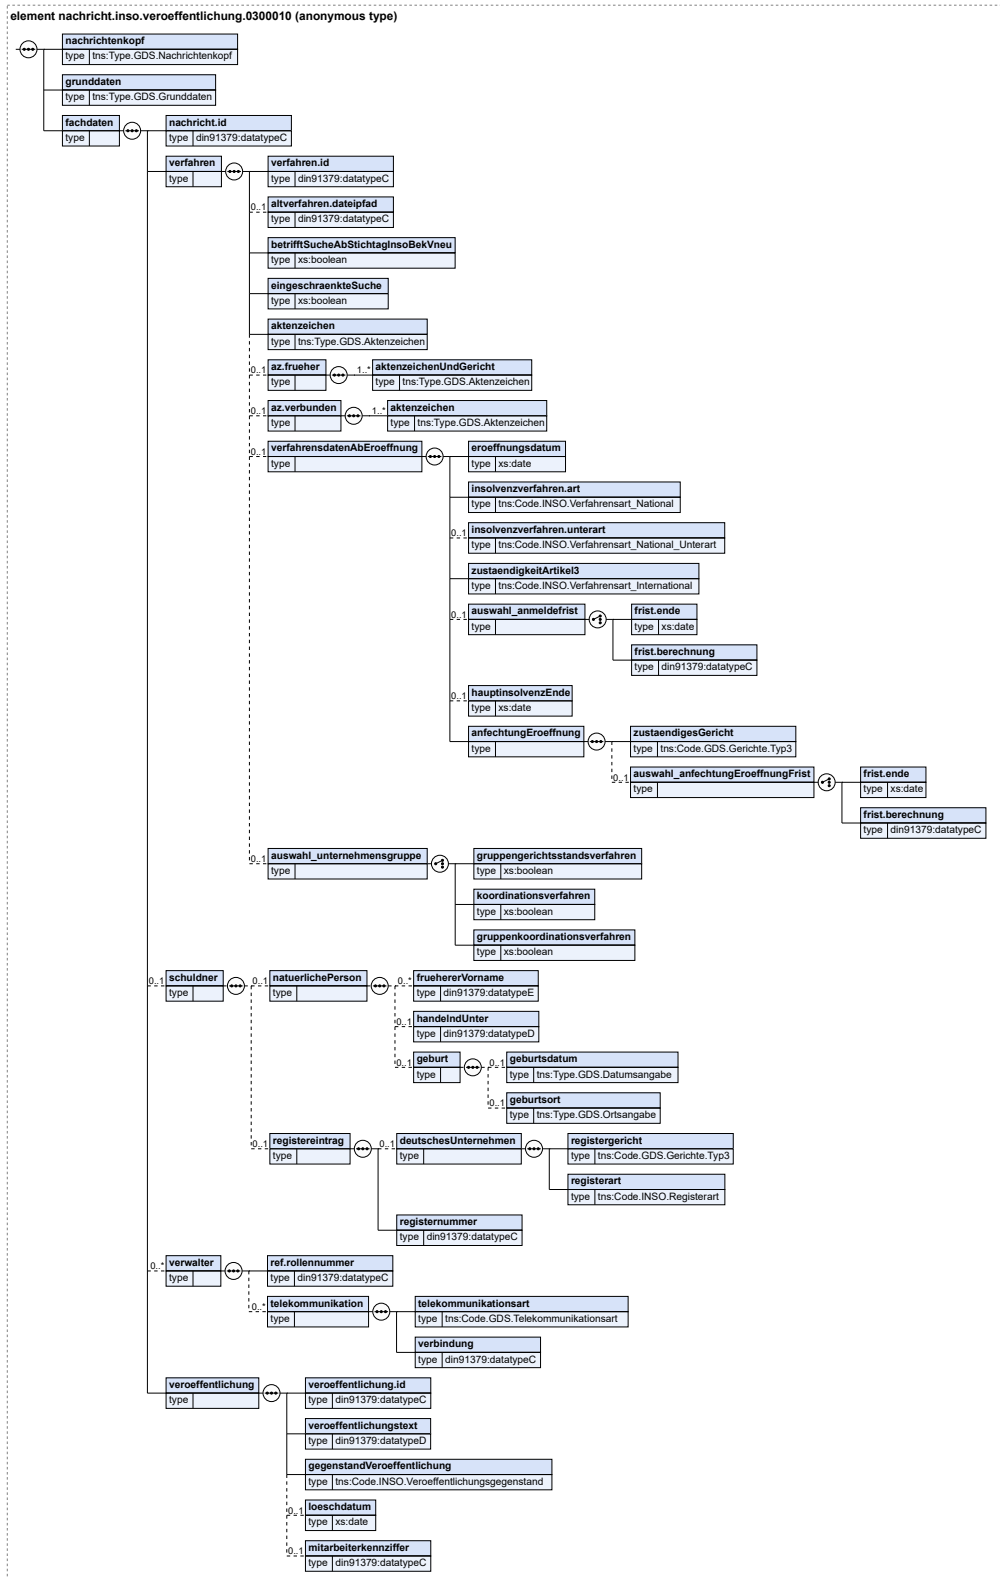 element nachricht.inso.veroeffentlichung.0300010 (anonymous type)
nachrichtenkopf
type tns:Type.GDS.Nachrichtenkopf
grunddaten
type tns:Type.GDS.Grunddaten
fachdaten
type
nachricht.id
type din91379:datatypeC
verfahren
type
verfahren.id
type din91379:datatypeC
0..1
altverfahren.dateipfad
type din91379:datatypeC
betrifftSucheAbStichtagInsoBekVneu
type xs:boolean
eingeschraenkteSuche
type xs:boolean
aktenzeichen
type tns:Type.GDS.Aktenzeichen
0..1
az.frueher
type
1..*
aktenzeichenUndGericht
type tns:Type.GDS.Aktenzeichen
0..1
az.verbunden
type
1..*
aktenzeichen
type tns:Type.GDS.Aktenzeichen
0..1
verfahrensdatenAbEroeffnung
type
eroeffnungsdatum
type xs:date
insolvenzverfahren.art
type tns:Code.INSO.Verfahrensart_National
0..1
insolvenzverfahren.unterart
type tns:Code.INSO.Verfahrensart_National_Unterart
zustaendigkeitArtikel3
type tns:Code.INSO.Verfahrensart_International
0..1
auswahl_anmeldefrist
type
frist.ende
type xs:date
frist.berechnung
type din91379:datatypeC
0..1
hauptinsolvenzEnde
type xs:date
anfechtungEroeffnung
type
zustaendigesGericht
type tns:Code.GDS.Gerichte.Typ3
0..1
auswahl_anfechtungEroeffnungFrist
type
frist.ende
type xs:date
frist.berechnung
type din91379:datatypeC
0..1
auswahl_unternehmensgruppe
type
gruppengerichtsstandsverfahren
type xs:boolean
koordinationsverfahren
type xs:boolean
gruppenkoordinationsverfahren
type xs:boolean
0..1
schuldner
type
0..1
natuerlichePerson
type
0..*
fruehererVorname
type din91379:datatypeE
0..1
handelndUnter
type din91379:datatypeD
0..1
geburt
type
0..1
geburtsdatum
type tns:Type.GDS.Datumsangabe
0..1
geburtsort
type tns:Type.GDS.Ortsangabe
0..1
registereintrag
type
0..1
deutschesUnternehmen
type
registergericht
type tns:Code.GDS.Gerichte.Typ3
registerart
type tns:Code.INSO.Registerart
registernummer
type din91379:datatypeC
0..*
verwalter
type
ref.rollennummer
type din91379:datatypeC
0..*
telekommunikation
type
telekommunikationsart
type tns:Code.GDS.Telekommunikationsart
verbindung
type din91379:datatypeC
veroeffentlichung
type
veroeffentlichung.id
type din91379:datatypeC
veroeffentlichungstext
type din91379:datatypeD
gegenstandVeroeffentlichung
type tns:Code.INSO.Veroeffentlichungsgegenstand
0..1
loeschdatum
type xs:date
0..1
mitarbeiterkennziffer
type din91379:datatypeC